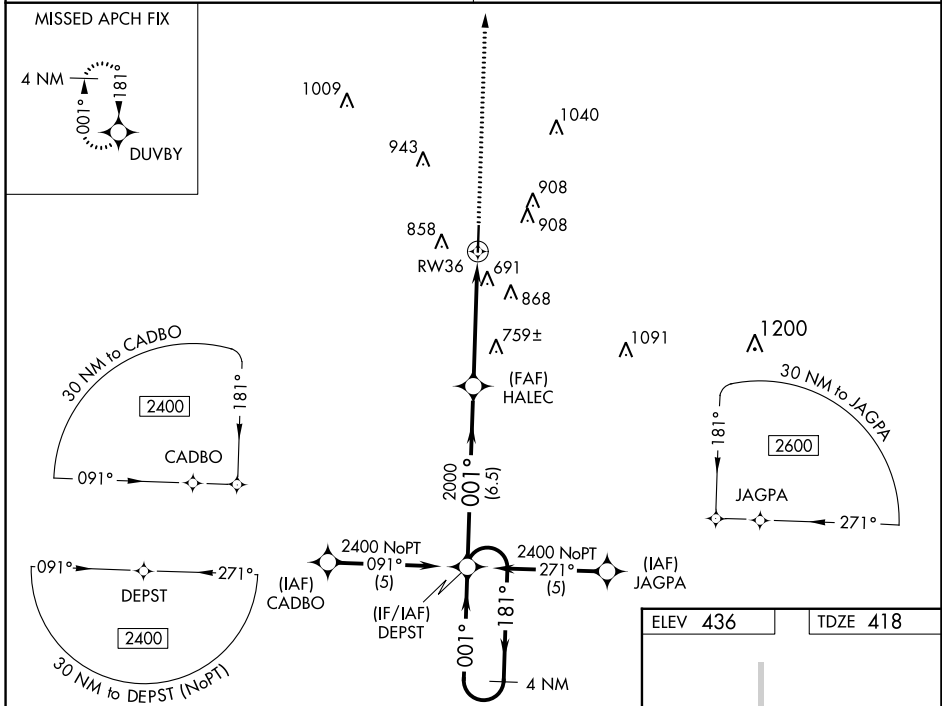 MISSED APCH FIX
4 NM
001°
181°
DUVBY
1009
1040
943
908
908
858
RW36
691
868
759±
1091
1200
(FAF)
HALEC
30 NM to CADBO
2400
181°
CADBO
091°
30 NM to JAGPA
181°
2600
JAGPA
271°
2000
001°
(6.5)
2400 NoPT
091°
(5)
2400 NoPT
271°
(5)
(IAF)
CADBO
(IAF)
JAGPA
(IF/IAF)
DEPST
001°
181°
4 NM
091°
271°
DEPST
2400
30 NM to DEPST (NoPT)
ELEV 436
TDZE 418